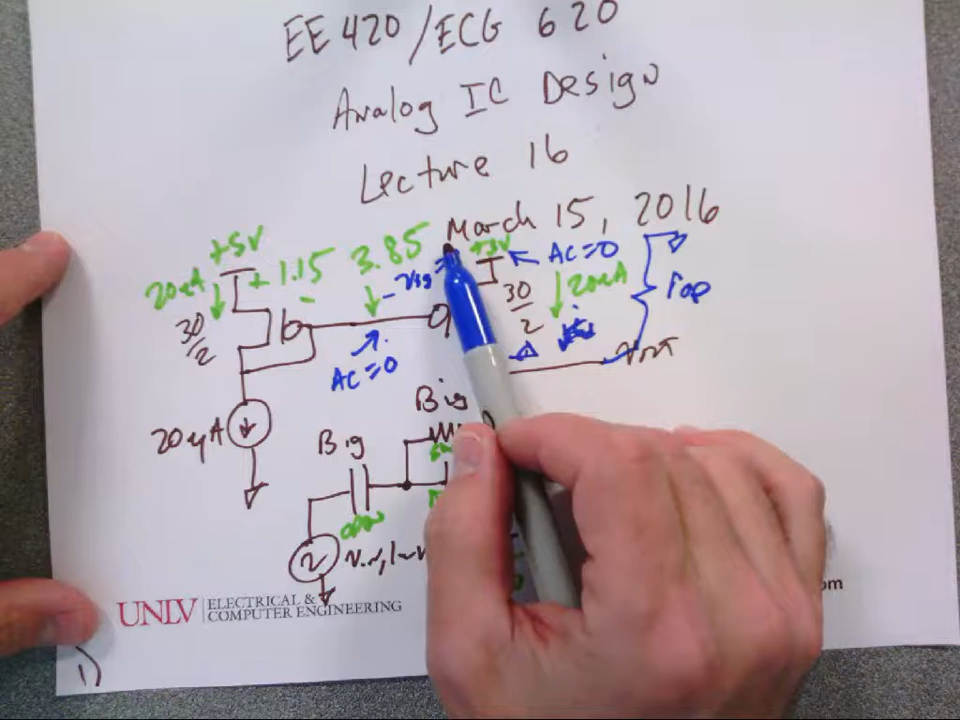 EE 420/ECG 620
Analog IC Design
Lecture 16
March 15, 2016
+5V
20uA
+ 1.15 -
3.85
AC=0
20uA
30/2
30/2
AC=0
20uA
Big
Big
UNLV
ELECTRICAL &
COMPUTER ENGINEERING
1)